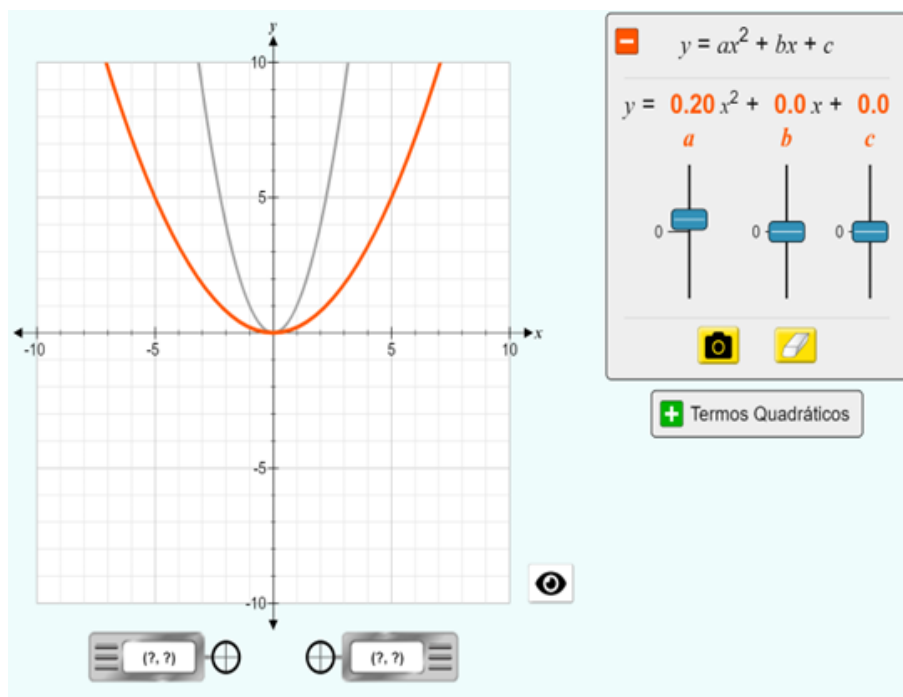 y
10
5
-10
-5
5
10
x
-5
-10
(?, ?)
(?, ?)
y = ax² + bx + c
y = 0.20 x² + 0.0 x + 0.0
a b c
0 0 0
Termos Quadráticos